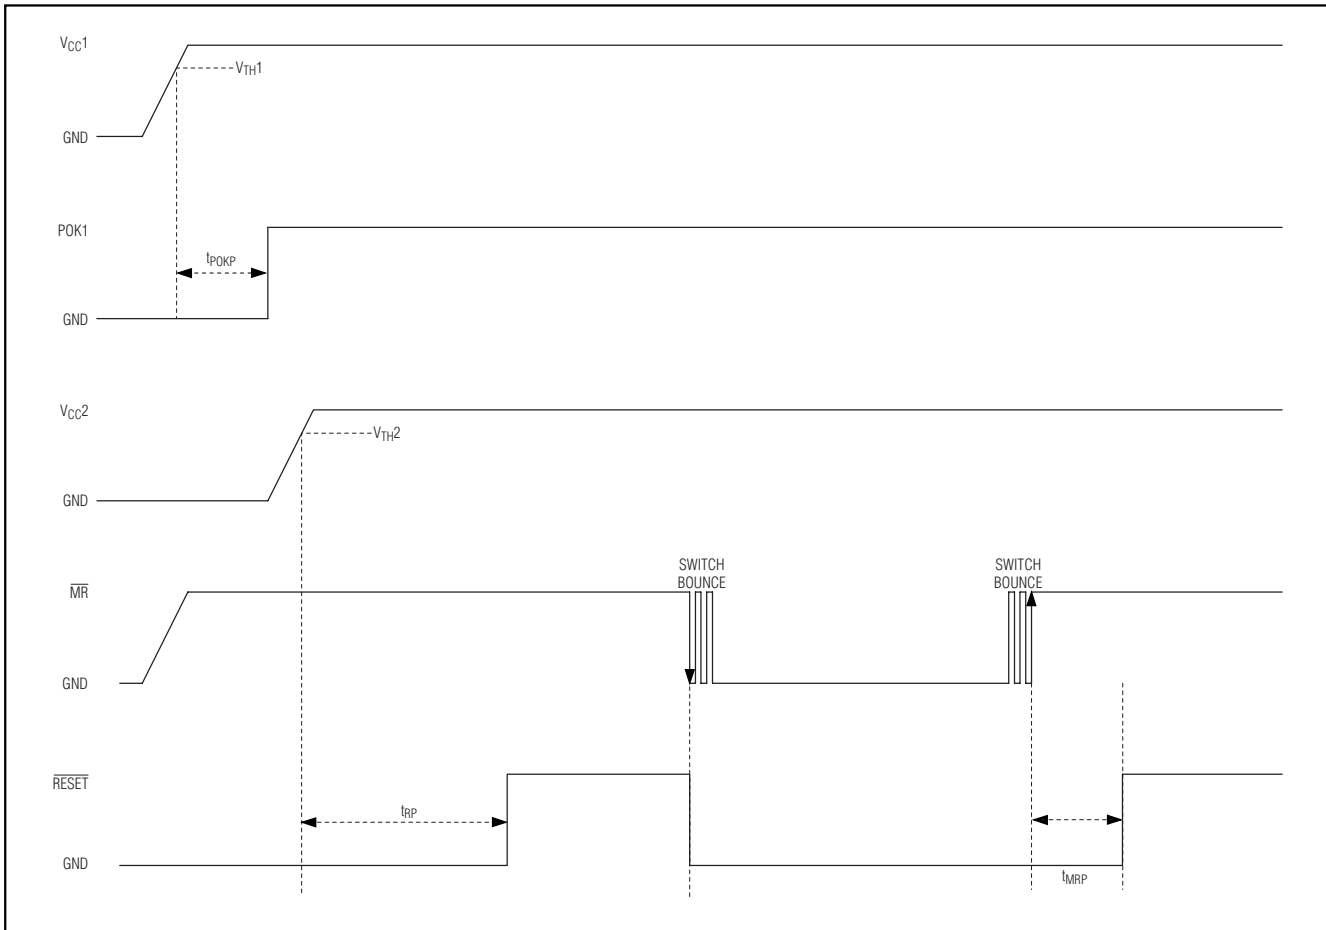 VCC1
VTH1
GND
POK1
tPOKP
GND
VCC2
VTH2
GND
SWITCH
BOUNCE
SWITCH
BOUNCE
MR
GND
RESET
tRP
GND
tMRP